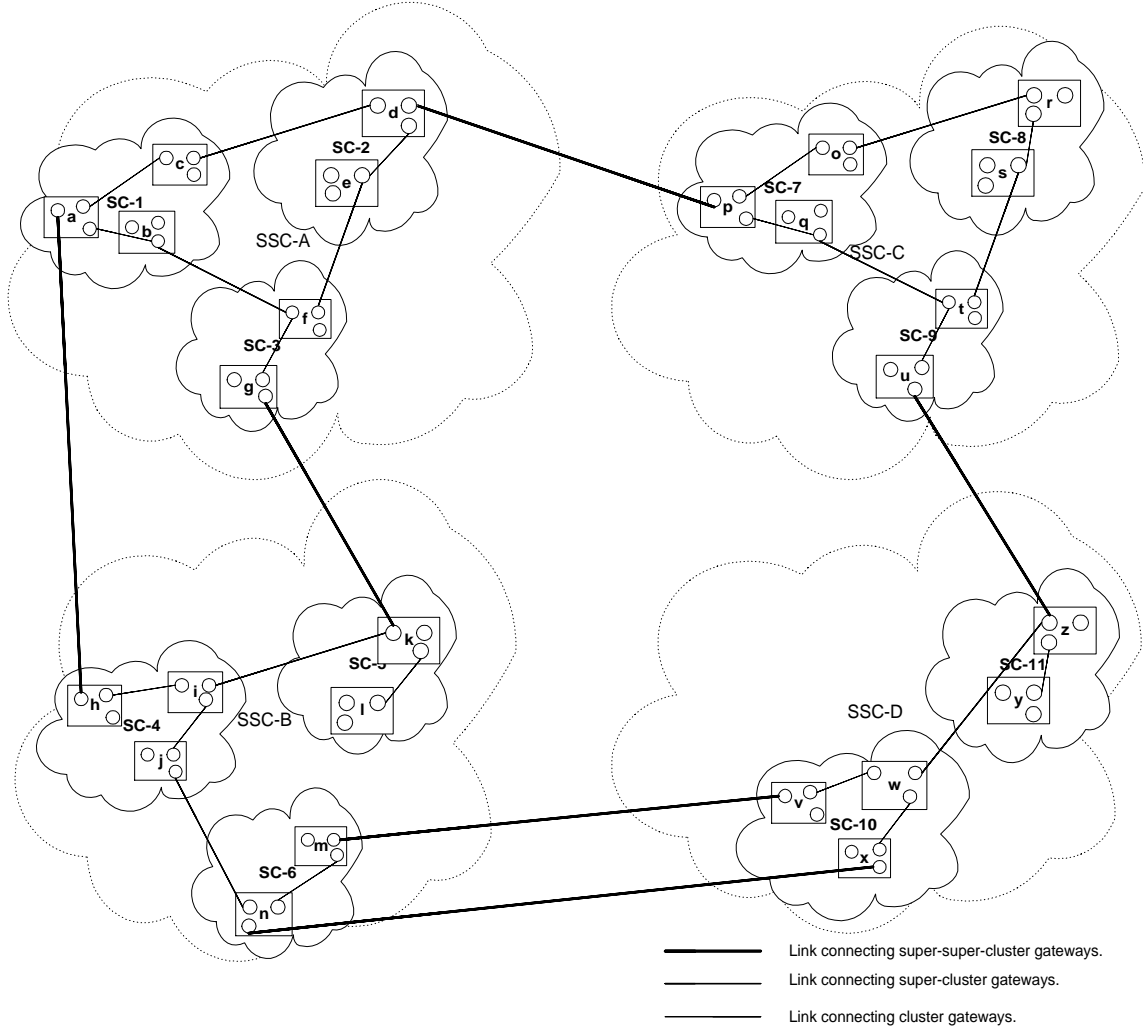 d
r
SC-2
SC-8
c
o
e
s
SC-1
SC-7
a
p
b
q
SSC-A
SSC-C
f
t
SC-3
SC-9
g
u
k
z
SC-5
SC-11
i
h
l
y
SC-4
SSC-B
SSC-D
j
w
v
m
SC-10
SC-6
x
n
Link connecting super-super-cluster gateways.
Link connecting super-cluster gateways.
Link connecting cluster gateways.